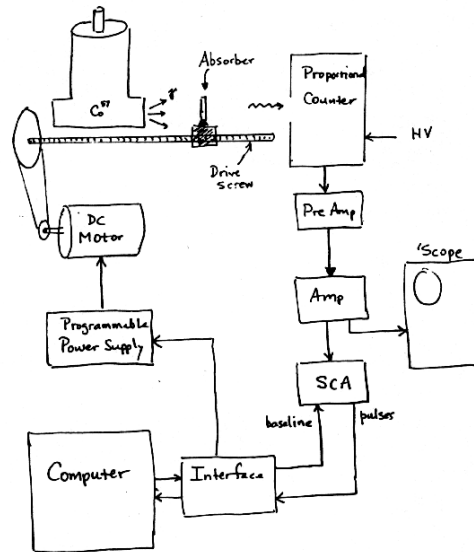 Absorber
Co⁵⁷
γ
Proportional
Counter
HV
Drive
screw
DC
Motor
Pre Amp
'Scope
Amp
Programmable
Power Supply
SCA
baseline
pulses
Computer
Interface